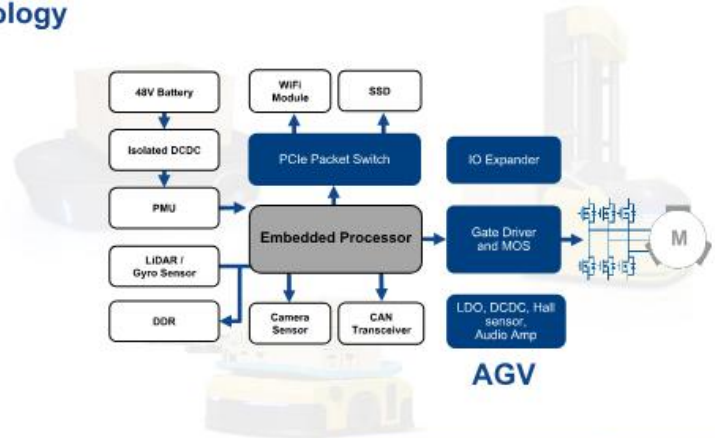 ology
48V Battery
WiFi
Module
SSD
Isolated DCDC
PCIe Packet Switch
IO Expander
PMU
Embedded Processor
Gate Driver
and MOS
M
LiDAR /
Gyro Sensor
DDR
Camera
Sensor
CAN
Transceiver
LDO, DCDC, Hall
sensor,
Audio Amp
AGV